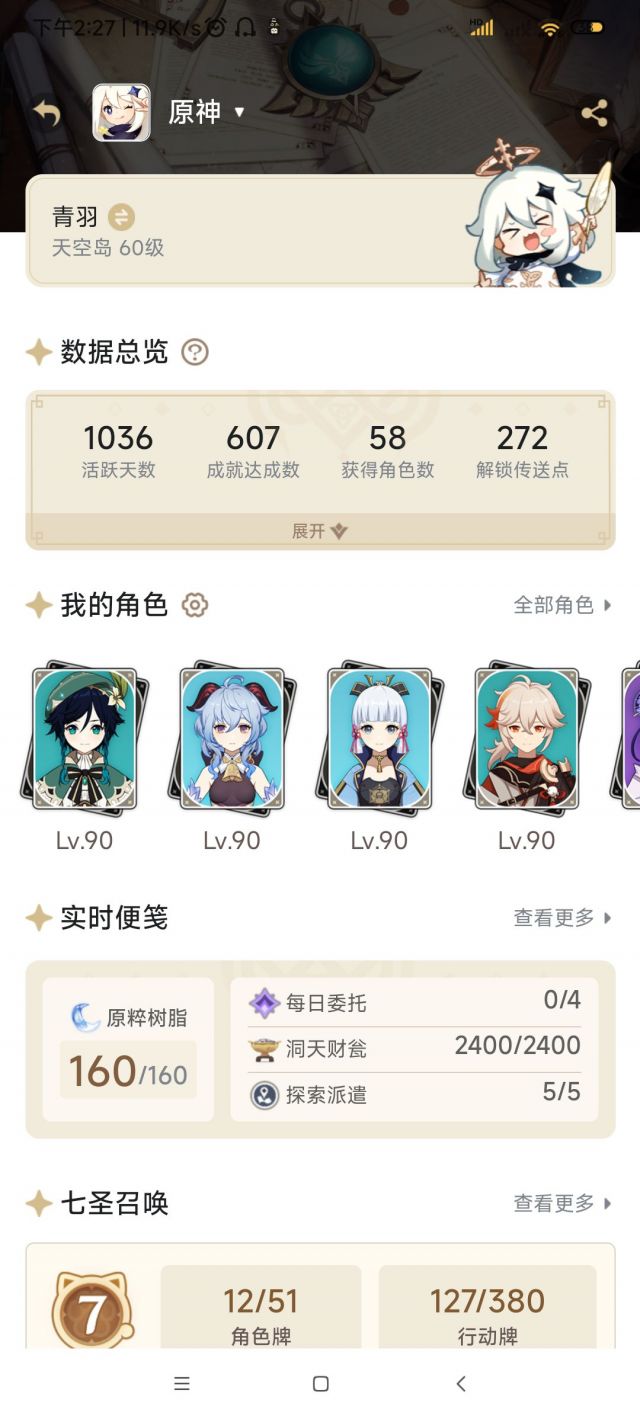 下午2:27 | 11.9K/s
HD
原神
青羽
天空岛 60级
数据总览
1036 607 58 272
活跃天数 成就达成数 获得角色数 解锁传送点
展开
我的角色 全部角色
Lv.90 Lv.90 Lv.90 Lv.90
实时便笺 查看更多
原粹树脂
160/160
每日委托 0/4
洞天财瓮 2400/2400
探索派遣 5/5
七圣召唤 查看更多
7
12/51 127/380
角色牌 行动牌